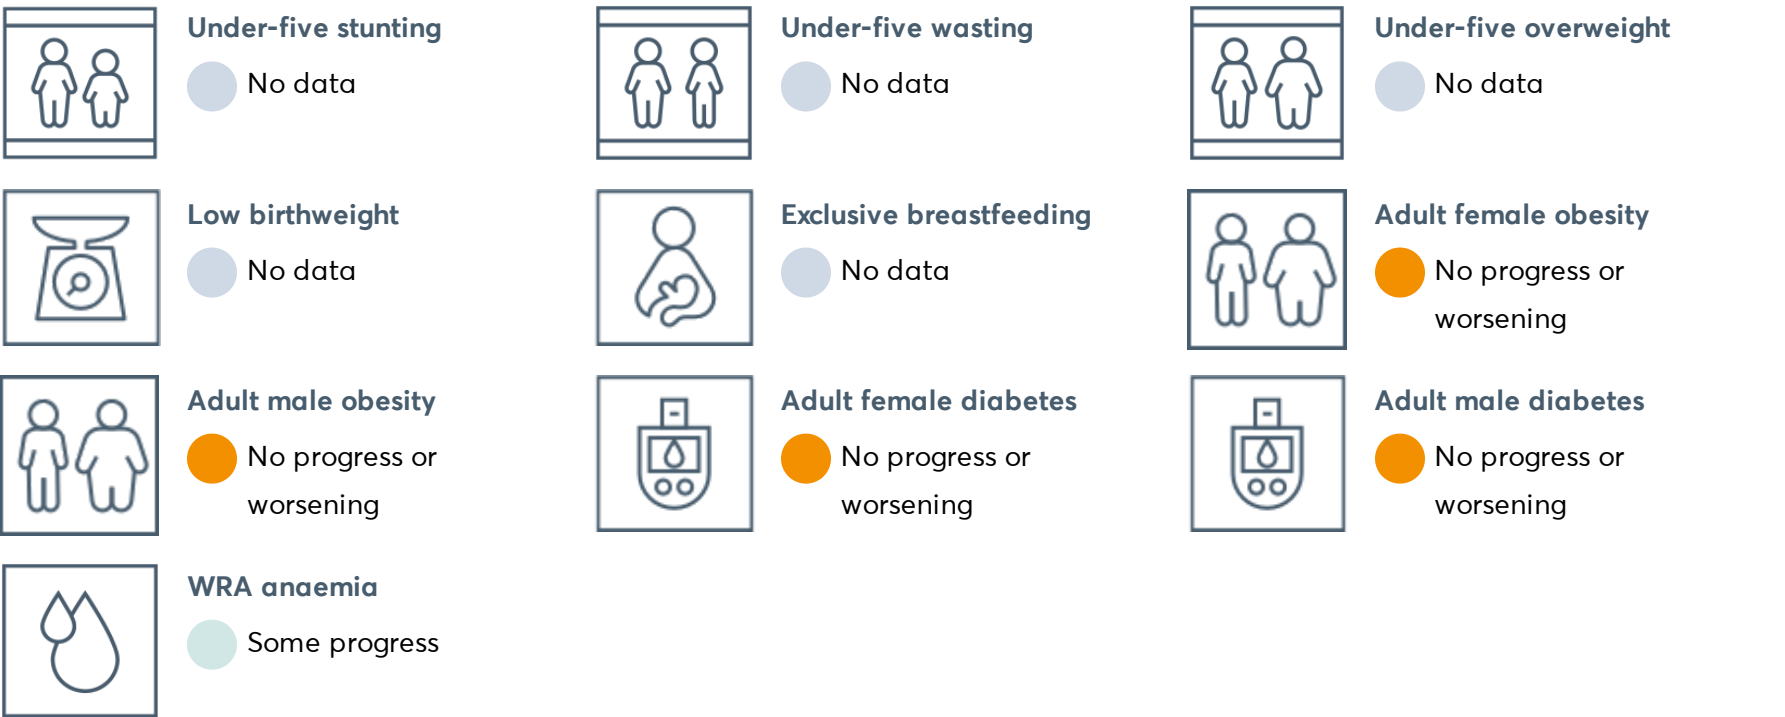 Under-five stunting
No data
Under-five wasting
No data
Under-five overweight
No data
Low birthweight
No data
Exclusive breastfeeding
No data
Adult female obesity
No progress or
worsening
Adult male obesity
No progress or
worsening
Adult female diabetes
No progress or
worsening
Adult male diabetes
No progress or
worsening
WRA anaemia
Some progress